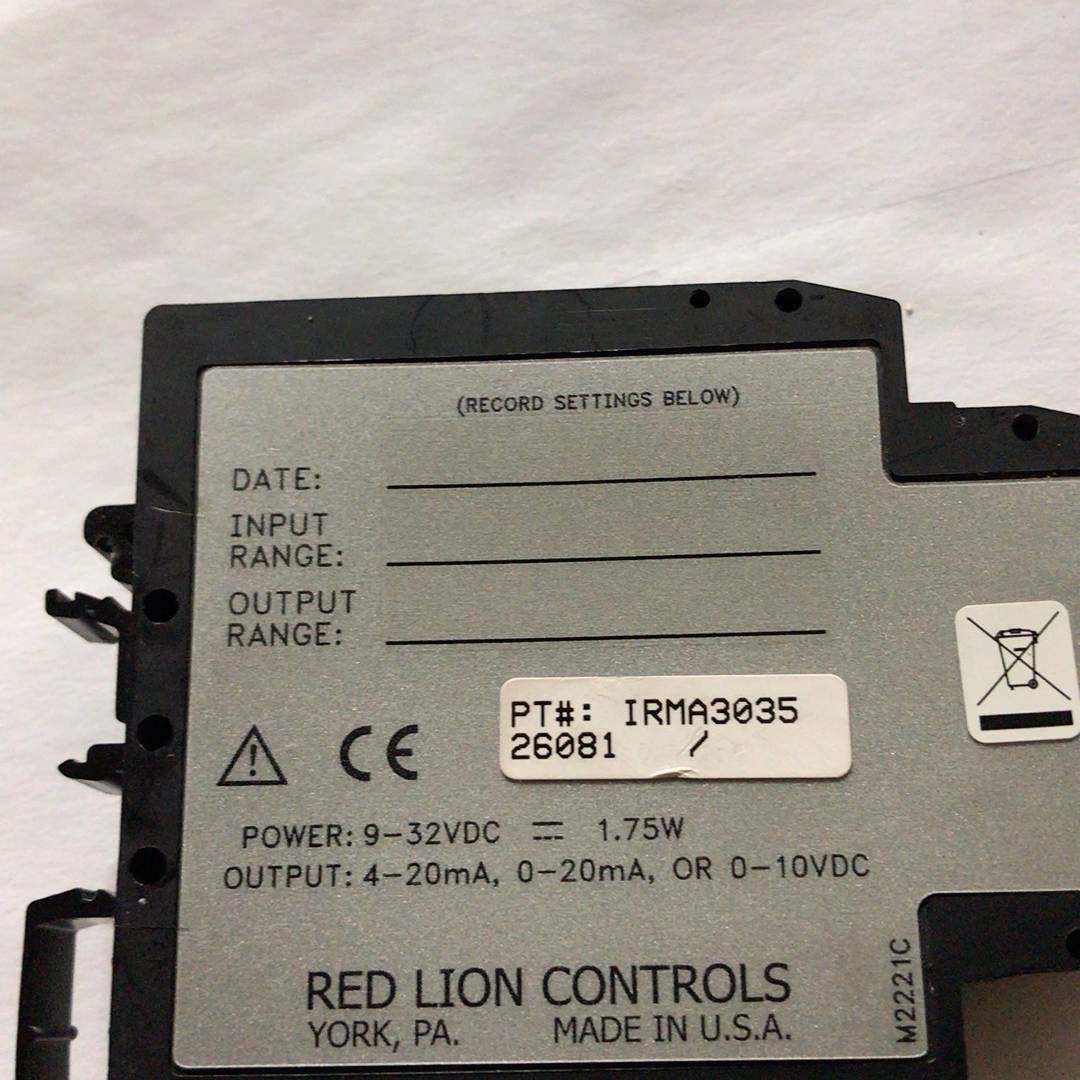 (RECORD SETTINGS BELOW)
DATE:
INPUT
RANGE:
OUTPUT
RANGE:
PT#: IRMA3035
26081 /
CE
POWER: 9-32VDC ⎓ 1.75W
OUTPUT: 4-20mA, 0-20mA, OR 0-10VDC
RED LION CONTROLS
YORK, PA. MADE IN U.S.A.
M2221C